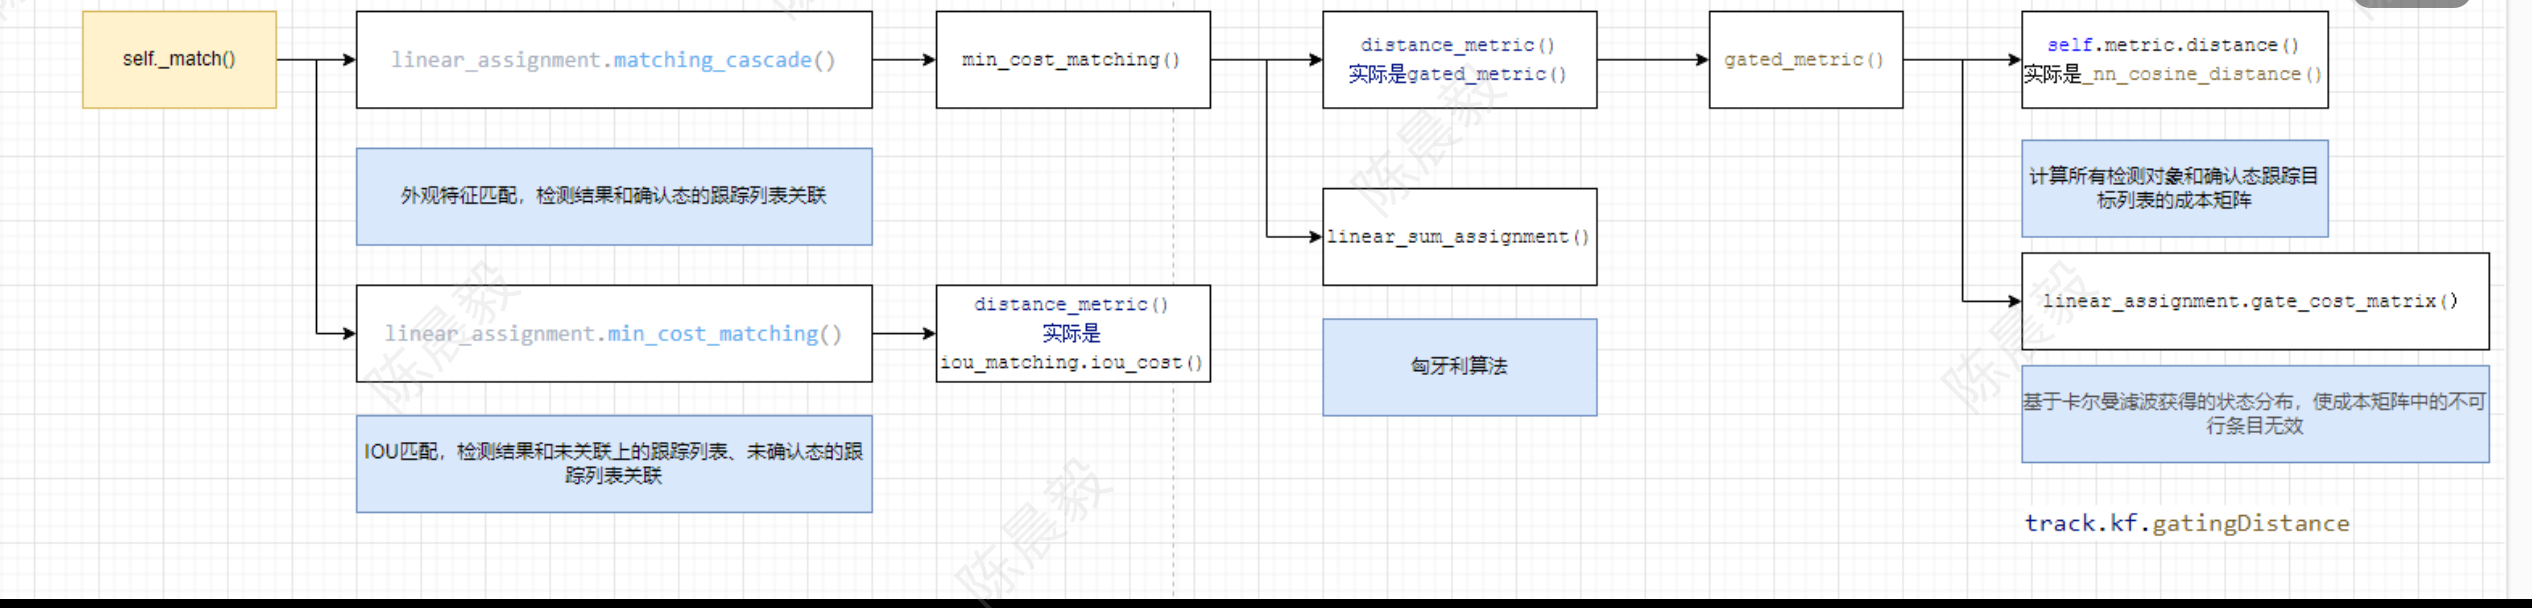 self._match()
linear_assignment.matching_cascade()
min_cost_matching()
distance_metric()
实际是gated_metric()
gated_metric()
self.metric.distance()
实际是_nn_cosine_distance()
外观特征匹配，检测结果和确认态的跟踪列表关联
计算所有检测对象和确认态跟踪目
标列表的成本矩阵
linear_sum_assignment()
linear_assignment.min_cost_matching()
distance_metric()
实际是
iou_matching.iou_cost()
linear_assignment.gate_cost_matrix()
匈牙利算法
基于卡尔曼滤波获得的状态分布，使成本矩阵中的不可
行条目无效
IOU匹配，检测结果和未关联上的跟踪列表、未确认态的跟
踪列表关联
track.kf.gatingDistance
陈晨毅
陈晨毅
陈晨毅
陈晨毅